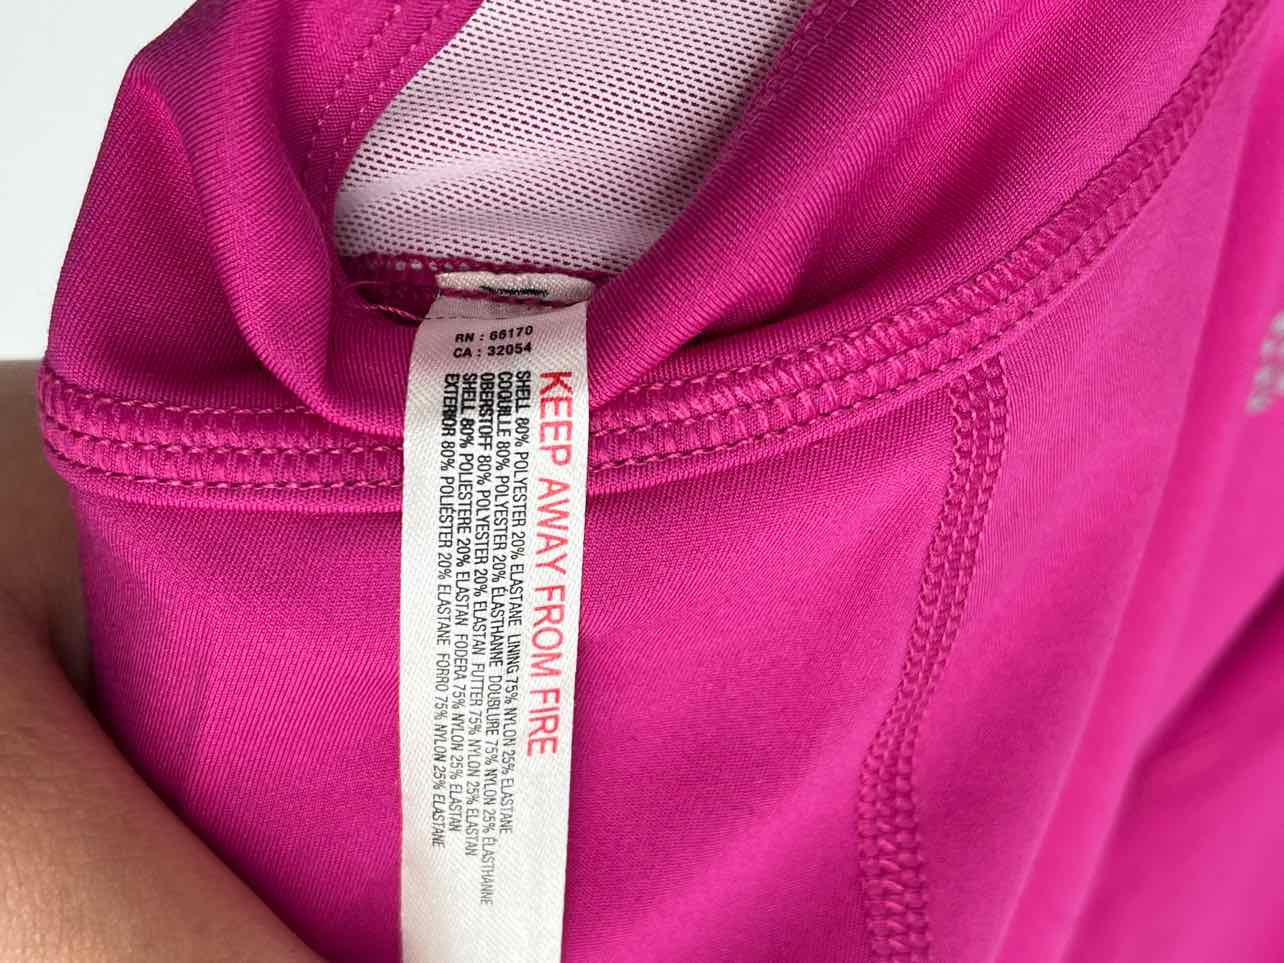 RN : 66170
CA : 32054
KEEP AWAY FROM FIRE
SHELL 80% POLYESTER 20% ELASTANE LINING 75% NYLON 25% ELASTANE
COQUILLE 80% POLYESTER 20% ÉLASTHANNE DOUBLURE 75% NYLON 25% ÉLASTHANNE
OBERSTOFF 80% POLYESTER 20% ELASTAN FUTTER 75% NYLON 25% ELASTAN
SHELL 80% POLIESTERE 20% ELASTAN FODERA 75% NYLON 25% ELASTAN
EXTERIOR 80% POLIÉSTER 20% ELASTANE FORRO 75% NYLON 25% ELASTANE